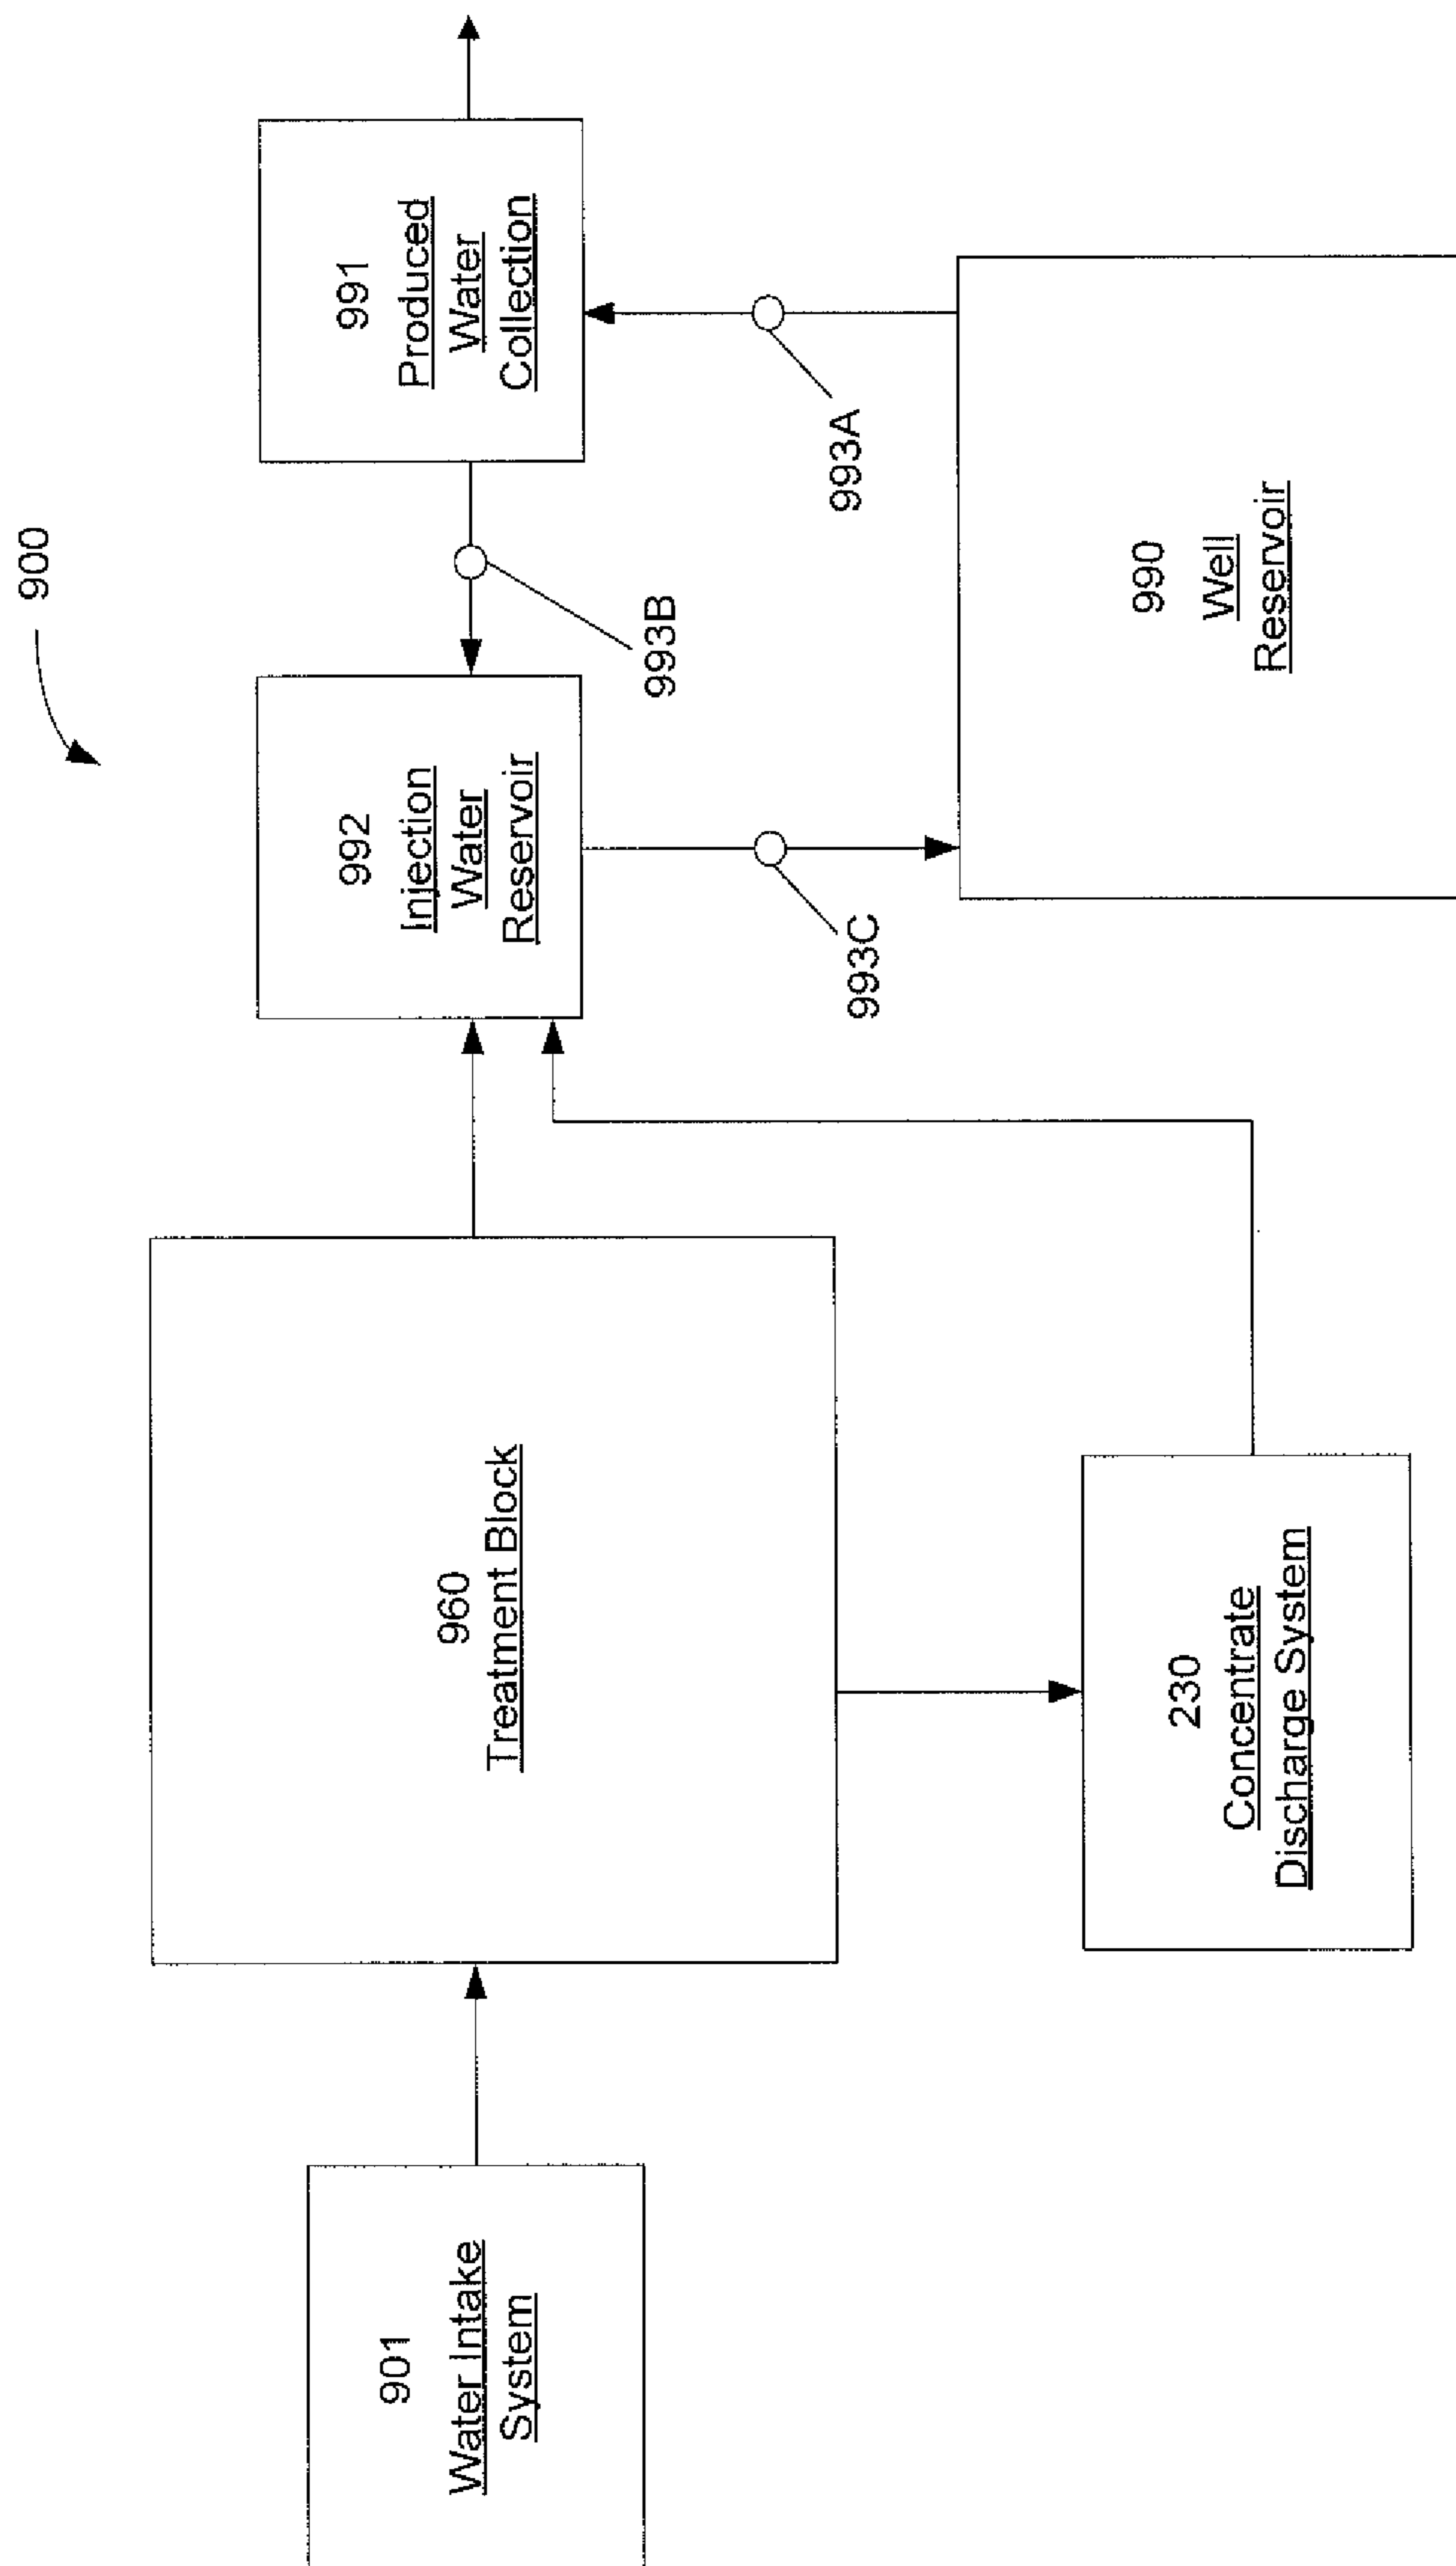 900
901
Water Intake
System
960
Treatment Block
992
Injection
Water
Reservoir
991
Produced
Water
Collection
993B
993C
993A
230
Concentrate
Discharge System
990
Well
Reservoir